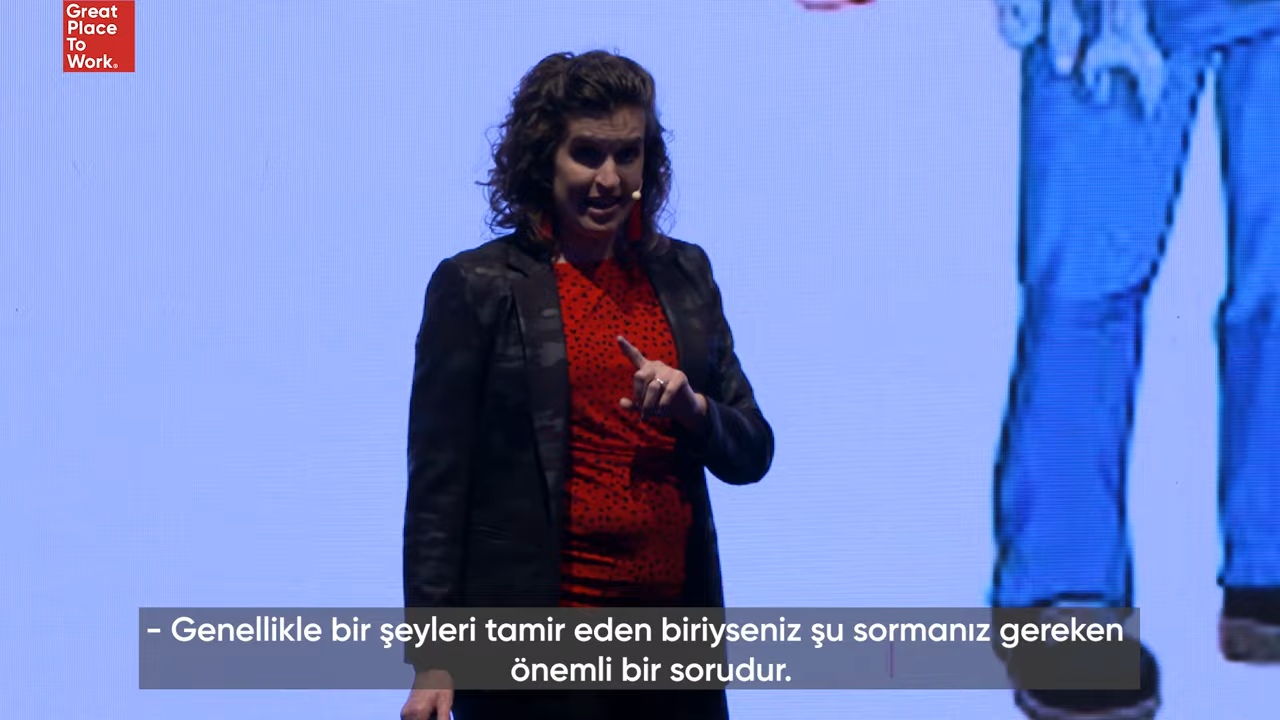 Great
Place
To
Work®
- Genellikle bir şeyleri tamir eden biriyseniz şu sormanız gereken
önemli bir sorudur.